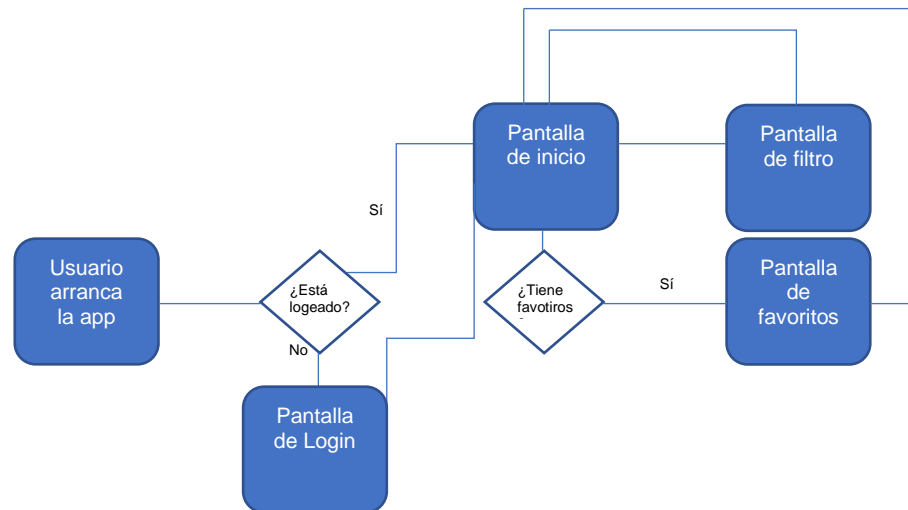 Pantalla
de inicio
Pantalla
de filtro
Sí
Usuario
arranca
la app
¿Está
logeado?
¿Tiene
favotiros
Sí
Pantalla
de
favoritos
No
Pantalla
de Login